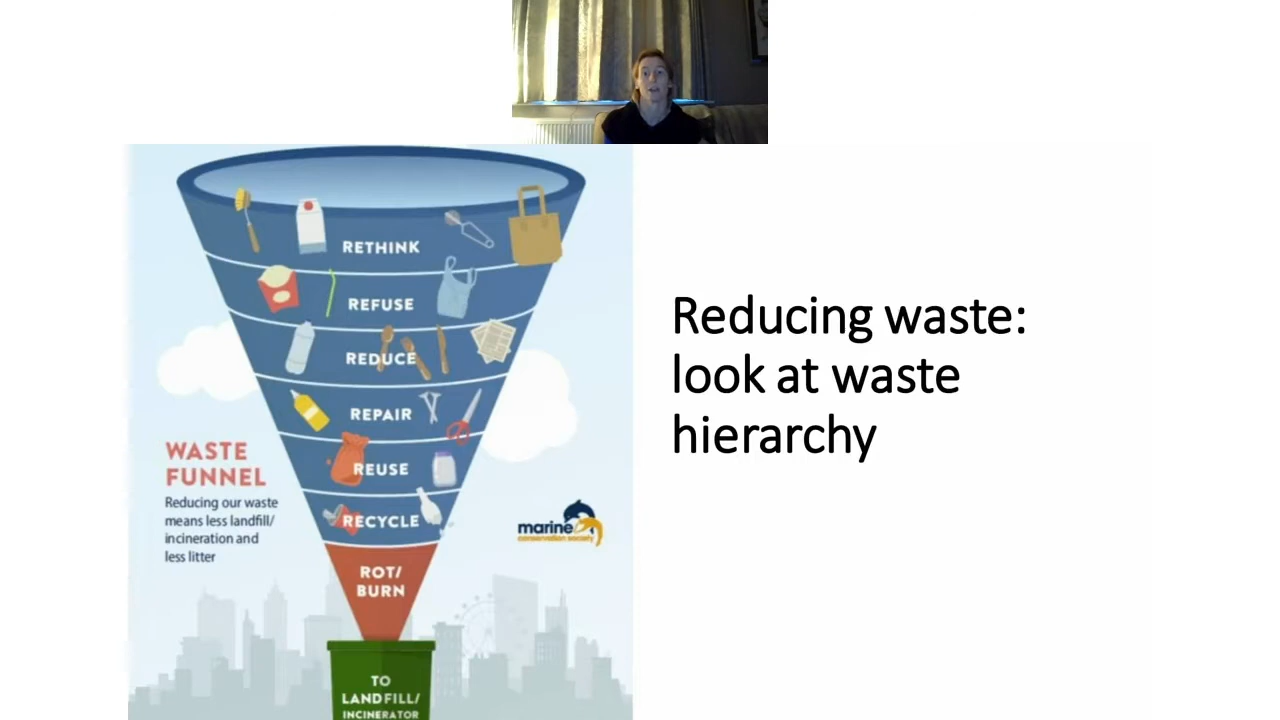 RETHINK
REFUSE
REDUCE
REPAIR
REUSE
RECYCLE
ROT/
BURN
TO
LANDFILL/
INCINERATOR
WASTE
FUNNEL
Reducing our waste
means less landfill/
incineration and
less litter
marine
conservation society
Reducing waste:
look at waste
hierarchy